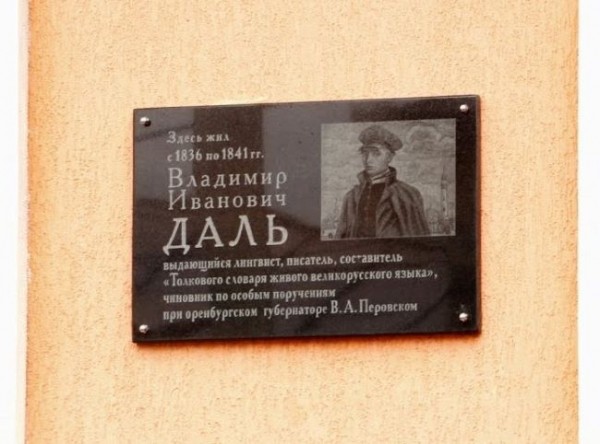 Здесь жил
с 1836 по 1841 гг.
Владимир
Иванович
ДАЛЬ
выдающийся лингвист, писатель, составитель
«Толкового словаря живого великорусского языка»,
чиновник по особым поручениям
при оренбургском губернаторе В.А.Перовском